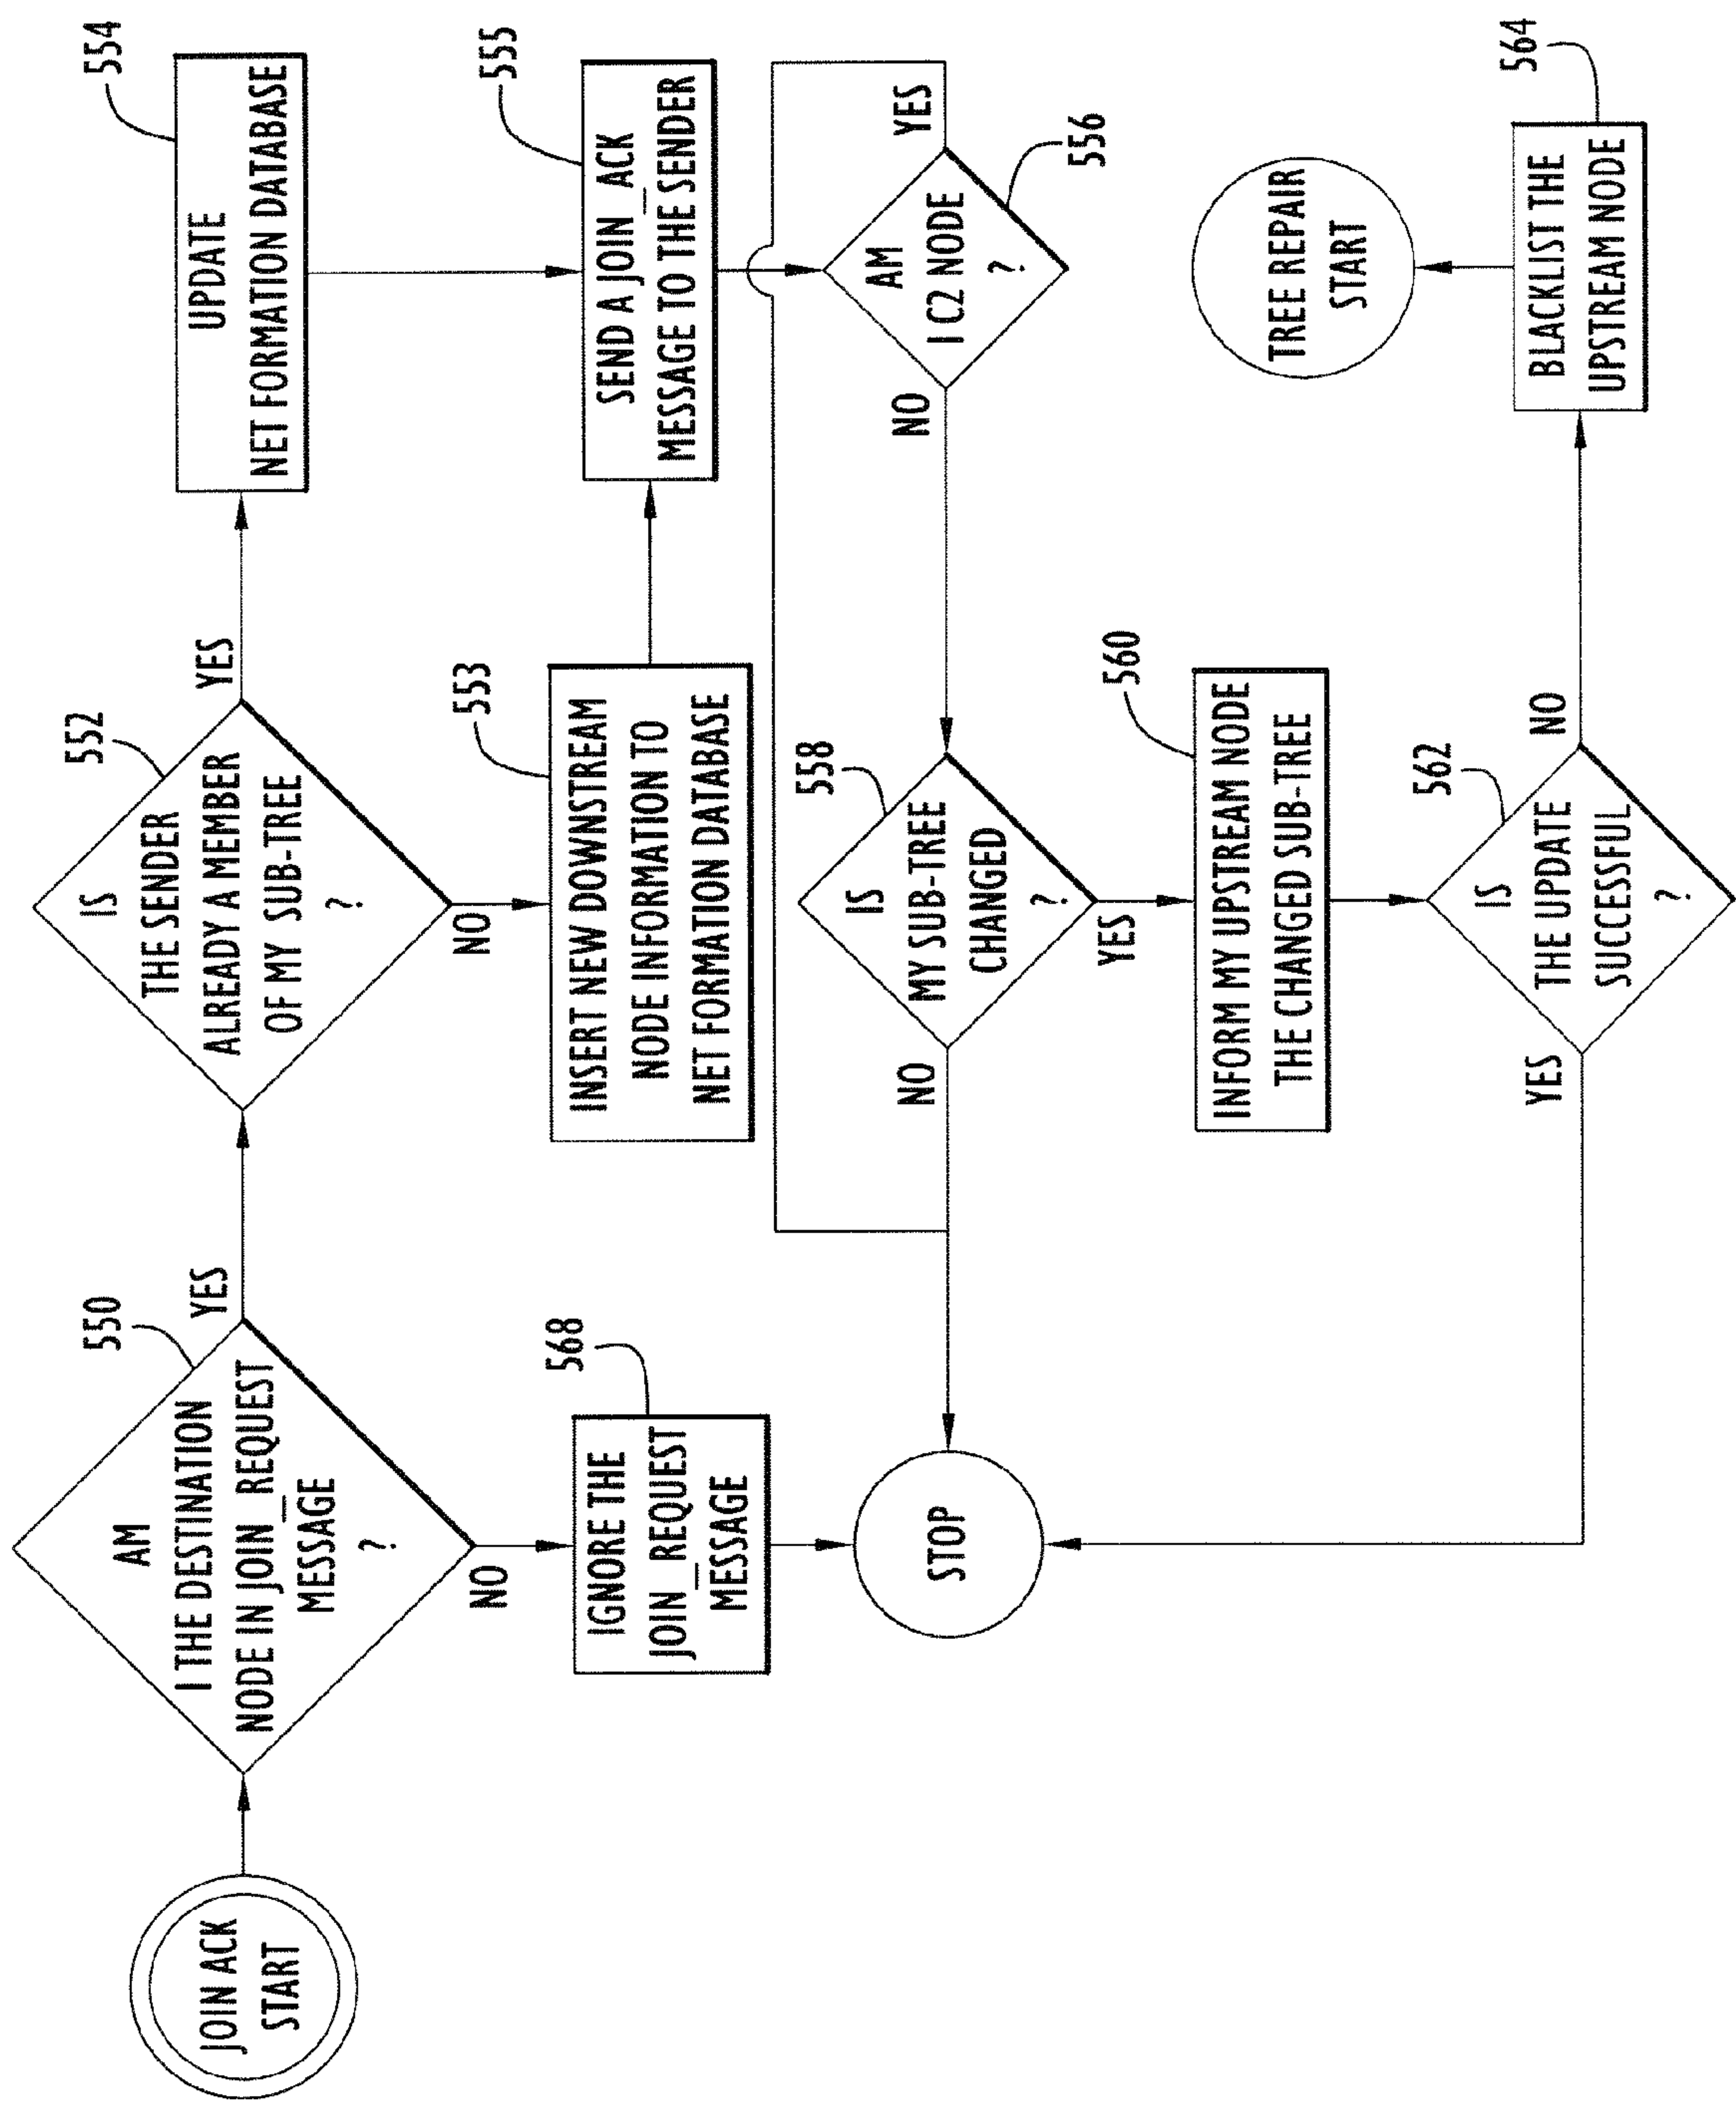 JOIN ACK
START
550
AM
I THE DESTINATION
NODE IN JOIN_REQUEST
MESSAGE
?
YES
NO
552
IS
THE SENDER
ALREADY A MEMBER
OF MY SUB-TREE
?
YES
NO
554
UPDATE
NET FORMATION DATABASE
568
IGNORE THE
JOIN_REQUEST
MESSAGE
553
INSERT NEW DOWNSTREAM
NODE INFORMATION TO
NET FORMATION DATABASE
555
SEND A JOIN_ACK
MESSAGE TO THE SENDER
STOP
NO
558
IS
MY SUB-TREE
CHANGED
?
YES
NO
AM
I C2 NODE
?
YES
556
560
INFORM MY UPSTREAM NODE
THE CHANGED SUB-TREE
TREE REPAIR
START
YES
562
IS
THE UPDATE
SUCCESSFUL
?
NO
564
BLACKLIST THE
UPSTREAM NODE